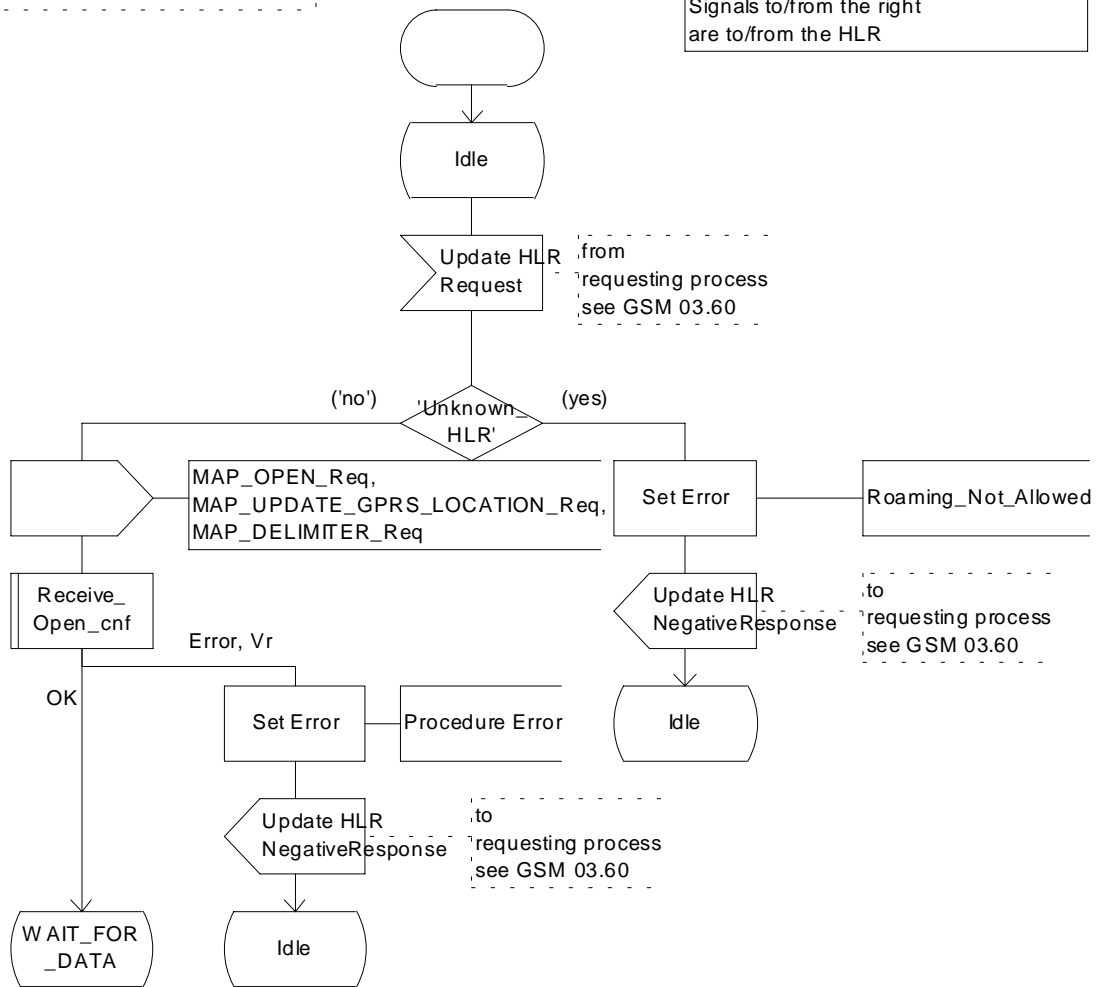 Signals to/from the right
are to/from the HLR
Idle
Update HLR
Request
from
requesting process
see GSM 03.60
('no')
'Unknown_
HLR'
(yes)
MAP_OPEN_Req,
MAP_UPDATE_GPRS_LOCATION_Req,
MAP_DELIMITER_Req
Set Error
Roaming_Not_Allowed
Receive_
Open_cnf
Update HLR
NegativeResponse
to
requesting process
see GSM 03.60
Error, Vr
OK
Set Error
Procedure Error
Idle
Update HLR
NegativeResponse
to
requesting process
see GSM 03.60
WAIT_FOR
_DATA
Idle